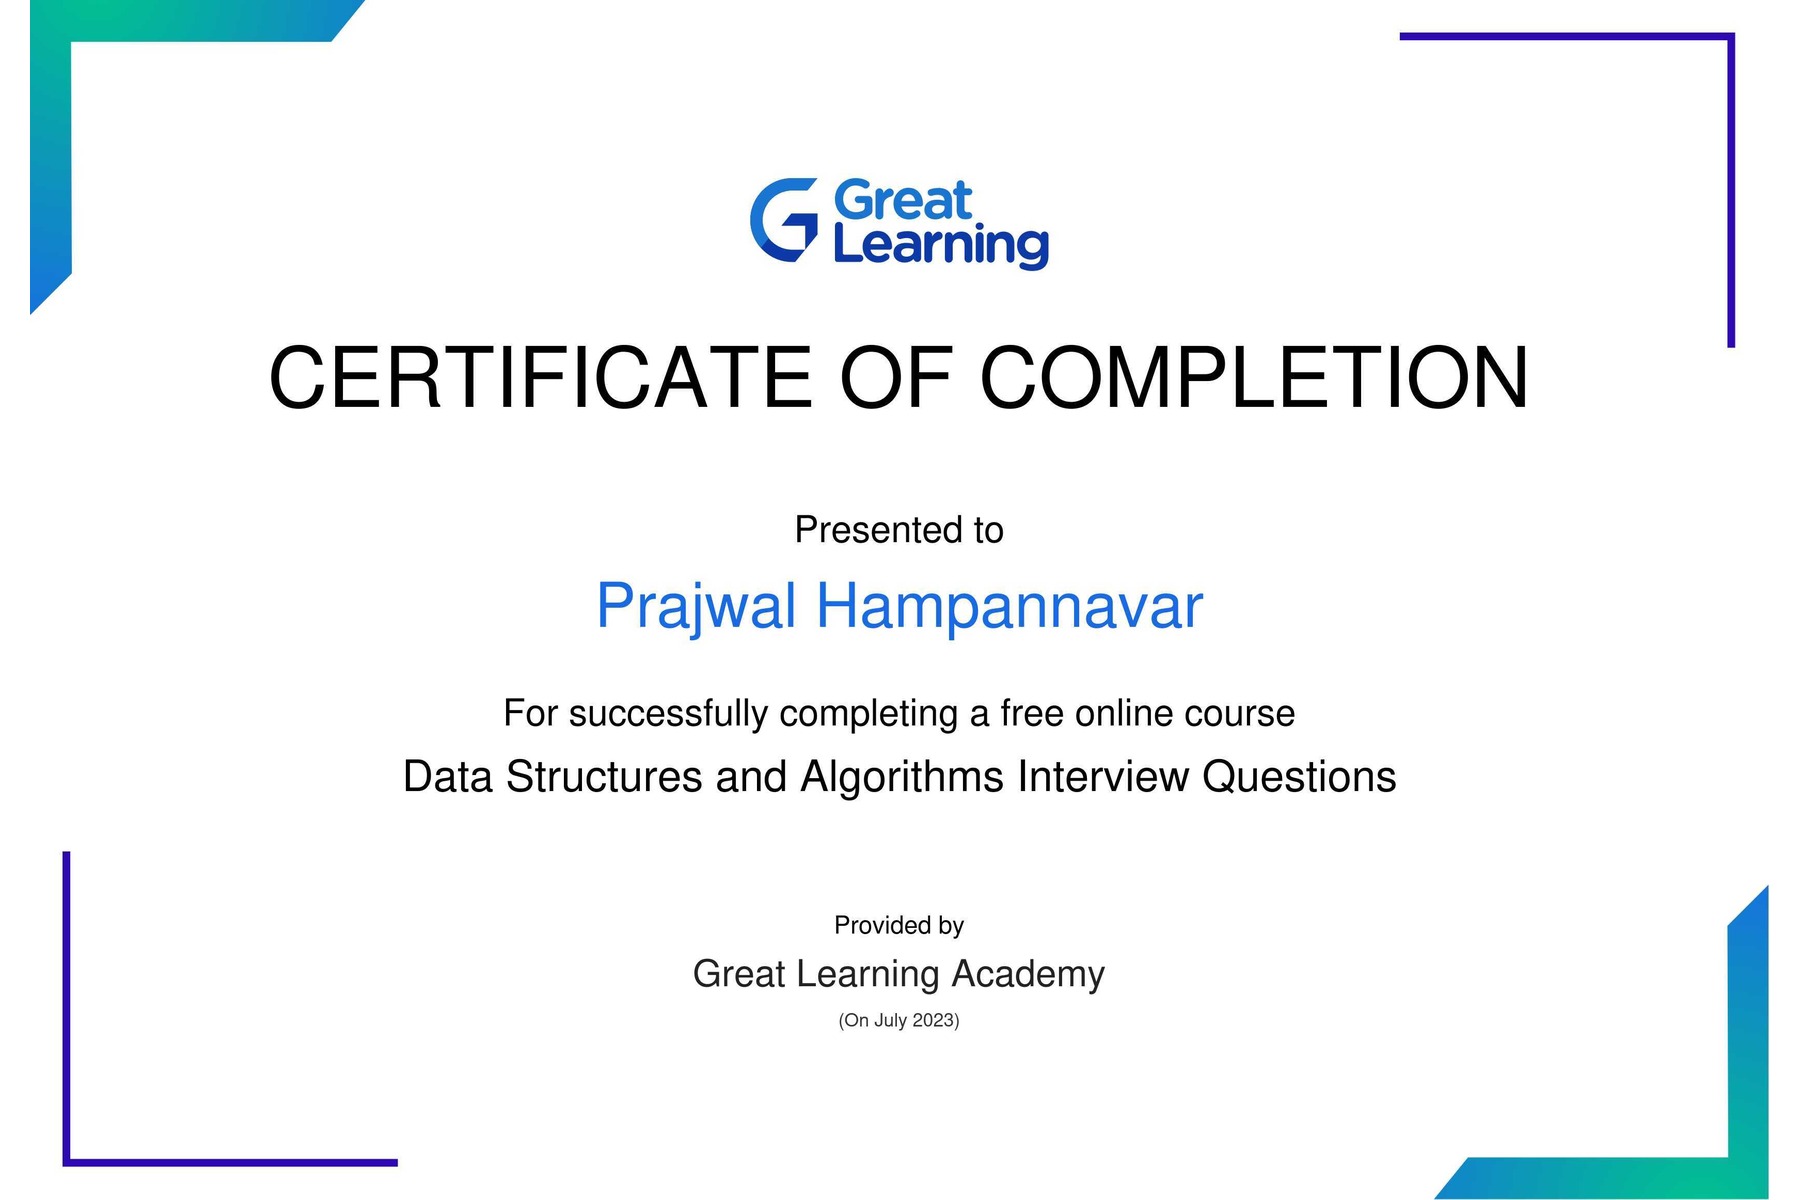 Great
Learning
CERTIFICATE OF COMPLETION
Presented to
Prajwal Hampannavar
For successfully completing a free online course
Data Structures and Algorithms Interview Questions
Provided by
Great Learning Academy
(On July 2023)